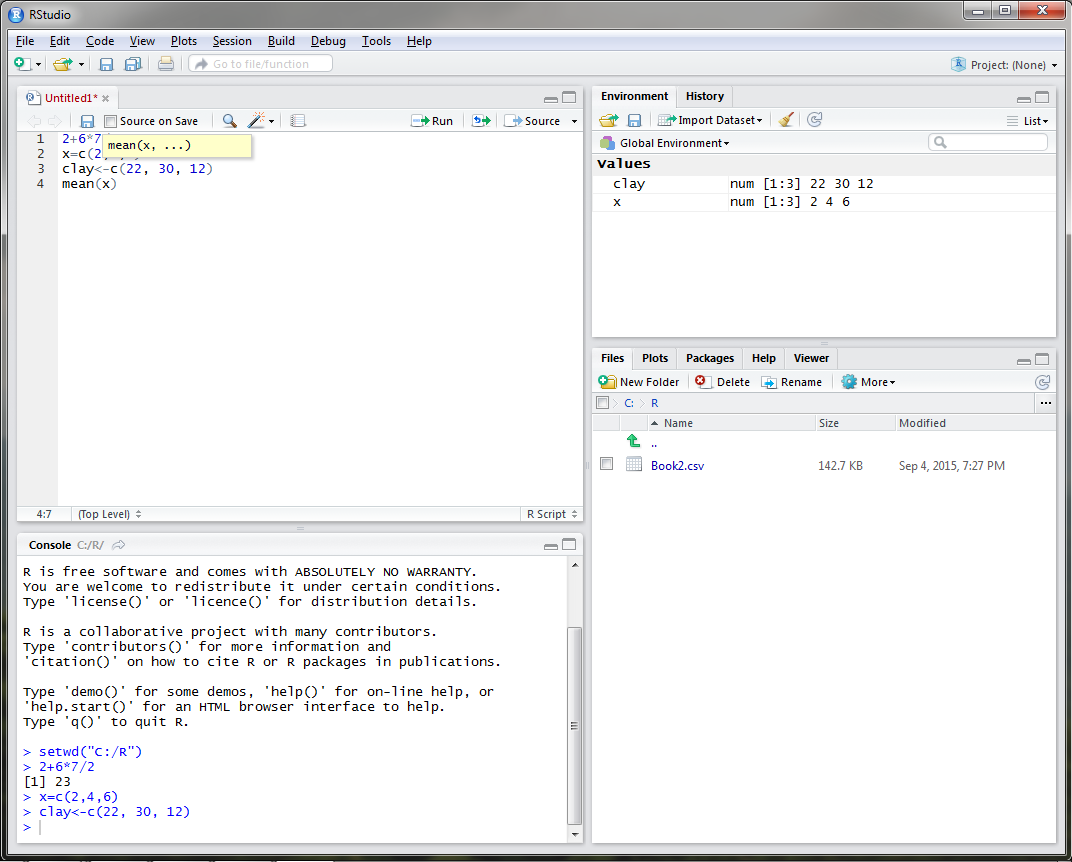 RStudio
File Edit Code View Plots Session Build Debug Tools Help
Go to file/function
Project: (None)
Untitled1*
Source on Save
Run
Source
1 2+6*7
mean(x, ...)
2 x=c(2,
3 clay<-c(22, 30, 12)
4 mean(x)
4:7 (Top Level) R Script
Console C:/R/
R is free software and comes with ABSOLUTELY NO WARRANTY.
You are welcome to redistribute it under certain conditions.
Type 'license()' or 'licence()' for distribution details.
R is a collaborative project with many contributors.
Type 'contributors()' for more information and
'citation()' on how to cite R or R packages in publications.
Type 'demo()' for some demos, 'help()' for on-line help, or
'help.start()' for an HTML browser interface to help.
Type 'q()' to quit R.
> setwd("C:/R")
> 2+6*7/2
[1] 23
> x=c(2,4,6)
> clay<-c(22, 30, 12)
>
Environment History
Import Dataset List
Global Environment
Values
clay num [1:3] 22 30 12
x num [1:3] 2 4 6
Files Plots Packages Help Viewer
New Folder Delete Rename More
C: R ...
Name Size Modified
..
Book2.csv 142.7 KB Sep 4, 2015, 7:27 PM